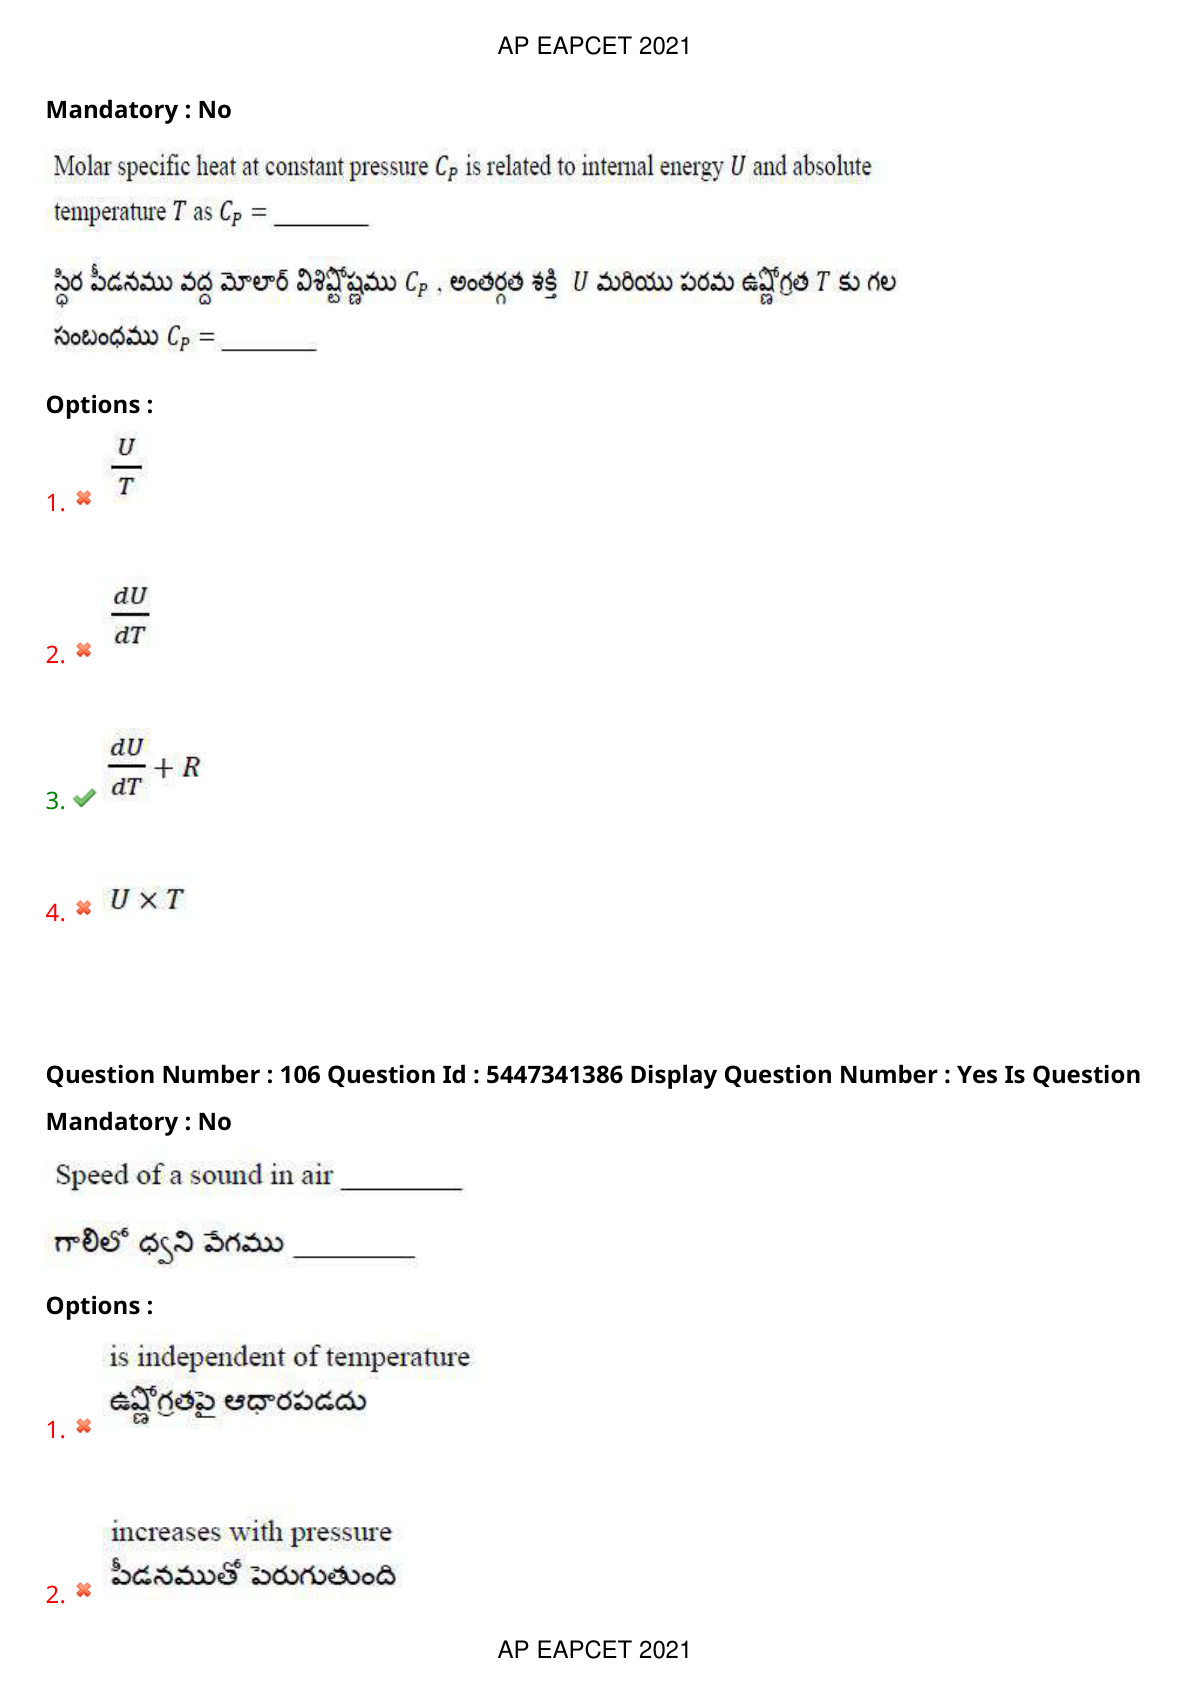 AP EAPCET 2021
Mandatory : No
Molar specific heat at constant pressure C_P is related to internal energy U and absolute
temperature T as C_P = ________
స్థిర పీడనము వద్ద మోలార్ విశిష్టోష్ణము C_P , అంతర్గత శక్తి U మరియు పరమ ఉష్ణోగ్రత T కు గల
సంబంధము C_P = ________
Options :
U/T
1.
dU/dT
2.
dU/dT + R
3.
4. U × T
Question Number : 106 Question Id : 5447341386 Display Question Number : Yes Is Question
Mandatory : No
Speed of a sound in air ________
గాలిలో ధ్వని వేగము ________
Options :
is independent of temperature
ఉష్ణోగ్రతపై ఆధారపడదు
1.
increases with pressure
పీడనముతో పెరుగుతుంది
2.
AP EAPCET 2021